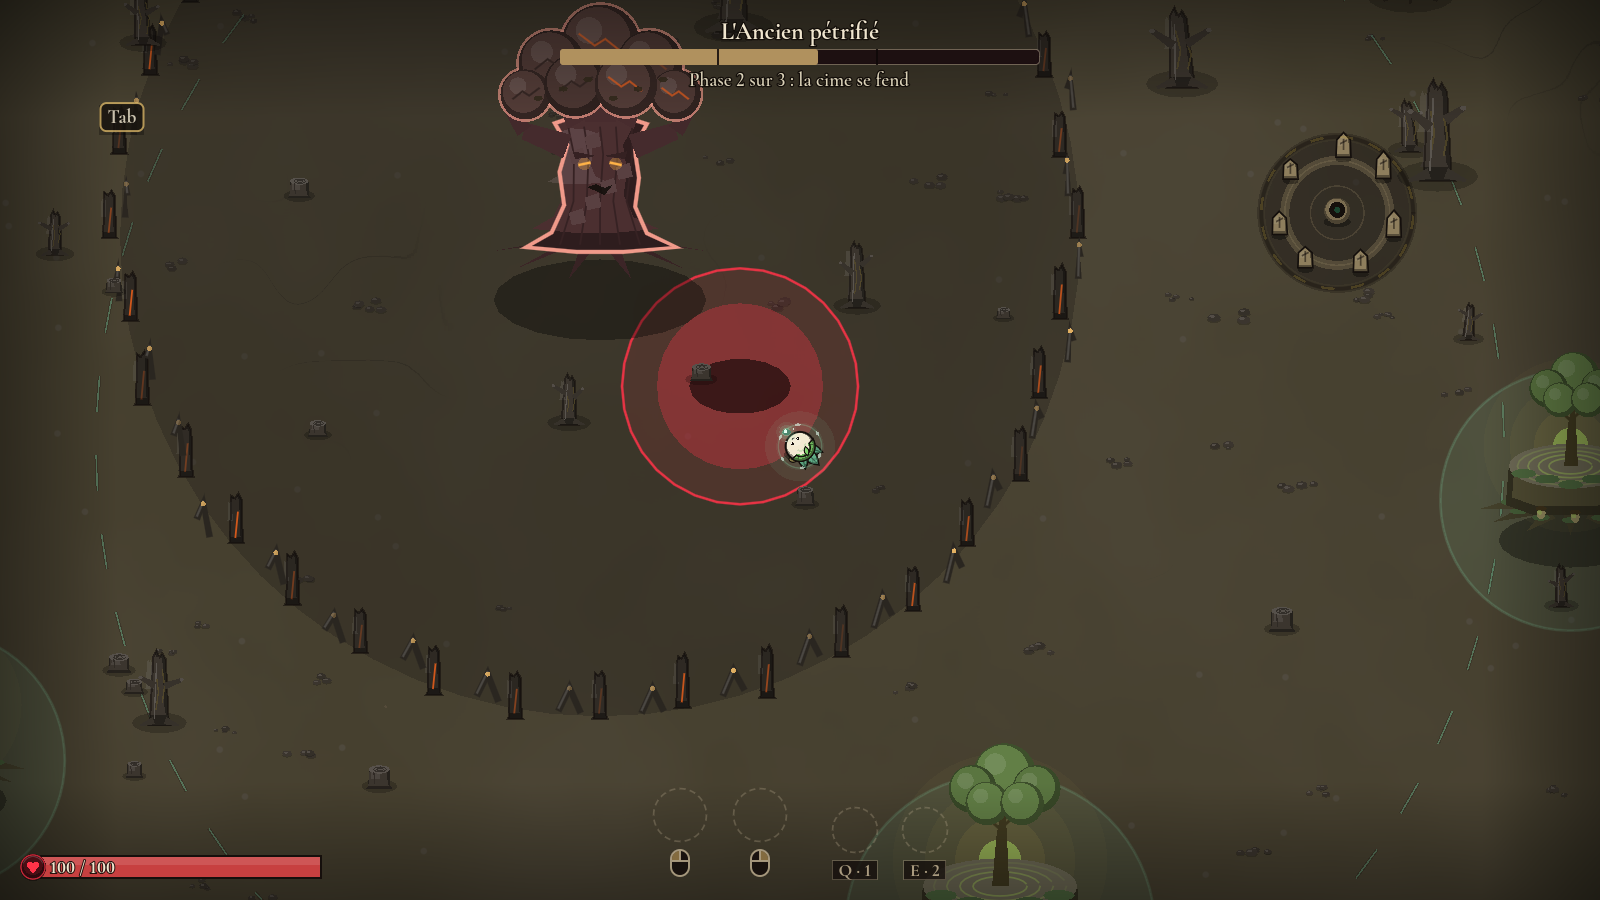 L'Ancien pétrifié
Phase 2 sur 3 : la cime se fend
Tab
100 / 100
Q · 1
E · 2